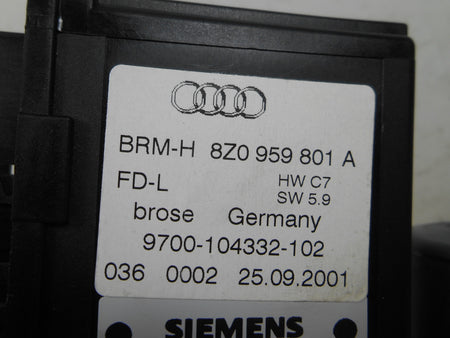 BRM-H 8Z0 959 801 A
FD-L HW C7
SW 5.9
brose Germany
9700-104332-102
036 0002 25.09.2001
SIEMENS